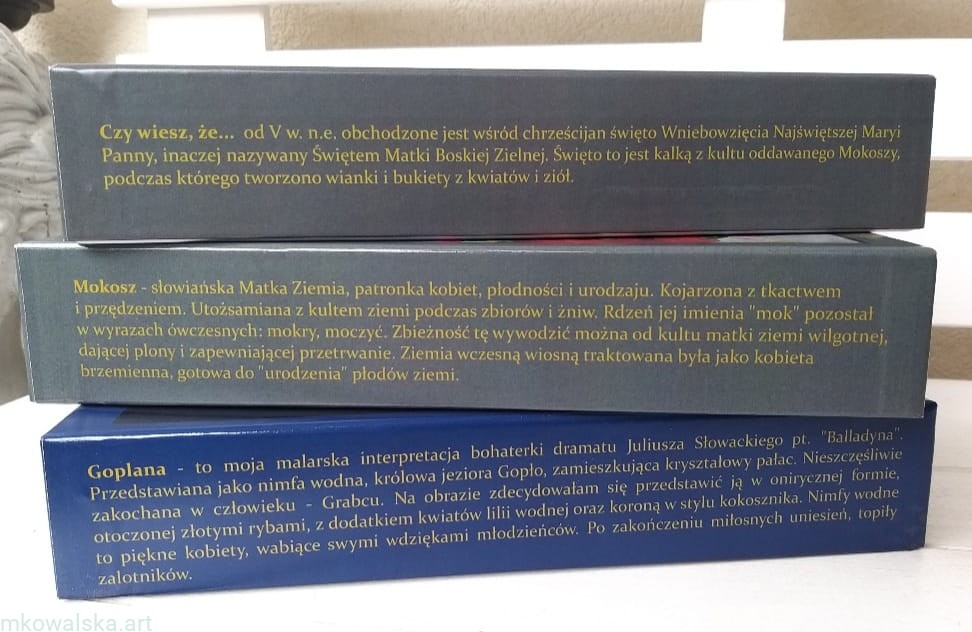 Czy wiesz, że... od V w. n.e. obchodzone jest wśród chrześcijan święto Wniebowzięcia Najświętszej Maryi
Panny, inaczej nazywany Świętem Matki Boskiej Zielnej. Święto to jest kalką z kultu oddawanego Mokoszy,
podczas którego tworzono wianki i bukiety z kwiatów i ziół.
Mokosz - słowiańska Matka Ziemia, patronka kobiet, płodności i urodzaju. Kojarzona z tkactwem
i przędzeniem. Utożsamiana z kultem ziemi podczas zbiorów i żniw. Rdzeń jej imienia "mok" pozostał
w wyrazach ówczesnych: mokry, moczyć. Zbieżność tę wywodzić można od kultu matki ziemi wilgotnej,
dającej plony i zapewniającej przetrwanie. Ziemia wczesną wiosną traktowana była jako kobieta
brzemienna, gotowa do "urodzenia" płodów ziemi.
Goplana - to moja malarska interpretacja bohaterki dramatu Juliusza Słowackiego pt. "Balladyna".
Przedstawiana jako nimfa wodna, królowa jeziora Gopło, zamieszkująca kryształowy pałac. Nieszczęśliwie
zakochana w człowieku - Grabcu. Na obrazie zdecydowałam się przedstawić ją w onirycznej formie,
otoczonej złotymi rybami, z dodatkiem kwiatów lilii wodnej oraz koroną w stylu kokosznika. Nimfy wodne
to piękne kobiety, wabiące swymi wdziękami młodzieńców. Po zakończeniu miłosnych uniesień, topiły
zalotników.
mkowalska.art